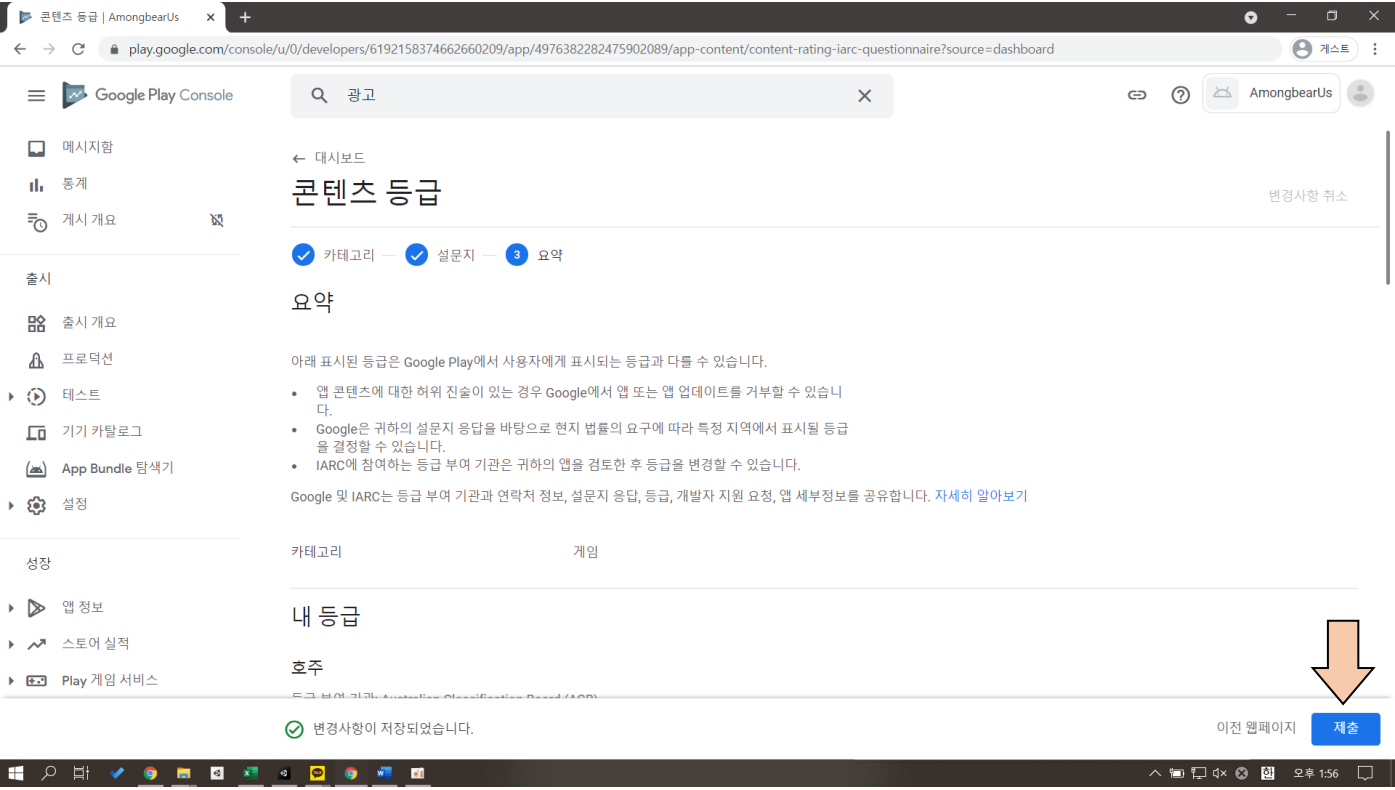 콘텐츠 등급 | AmongbearUs
play.google.com/console/u/0/developers/6192158374662660209/app/4976382282475902089/app-content/content-rating-iarc-questionnaire?source=dashboard
게스트
Google Play Console
광고
AmongbearUs
메시지함
통계
게시 개요
출시
출시 개요
프로덕션
테스트
기기 카탈로그
App Bundle 탐색기
설정
성장
앱 정보
스토어 실적
Play 게임 서비스
대시보드
콘텐츠 등급
변경사항 취소
카테고리
설문지
3 요약
요약
아래 표시된 등급은 Google Play에서 사용자에게 표시되는 등급과 다를 수 있습니다.
앱 콘텐츠에 대한 허위 진술이 있는 경우 Google에서 앱 또는 앱 업데이트를 거부할 수 있습니
다.
Google은 귀하의 설문지 응답을 바탕으로 현지 법률의 요구에 따라 특정 지역에서 표시될 등급
을 결정할 수 있습니다.
IARC에 참여하는 등급 부여 기관은 귀하의 앱을 검토한 후 등급을 변경할 수 있습니다.
Google 및 IARC는 등급 부여 기관과 연락처 정보, 설문지 응답, 등급, 개발자 지원 요청, 앱 세부정보를 공유합니다. 자세히 알아보기
카테고리
게임
내 등급
호주
등급 부여 기관: Australian Classification Board (ACB)
변경사항이 저장되었습니다.
이전 웹페이지
제출
한
오후 1:56